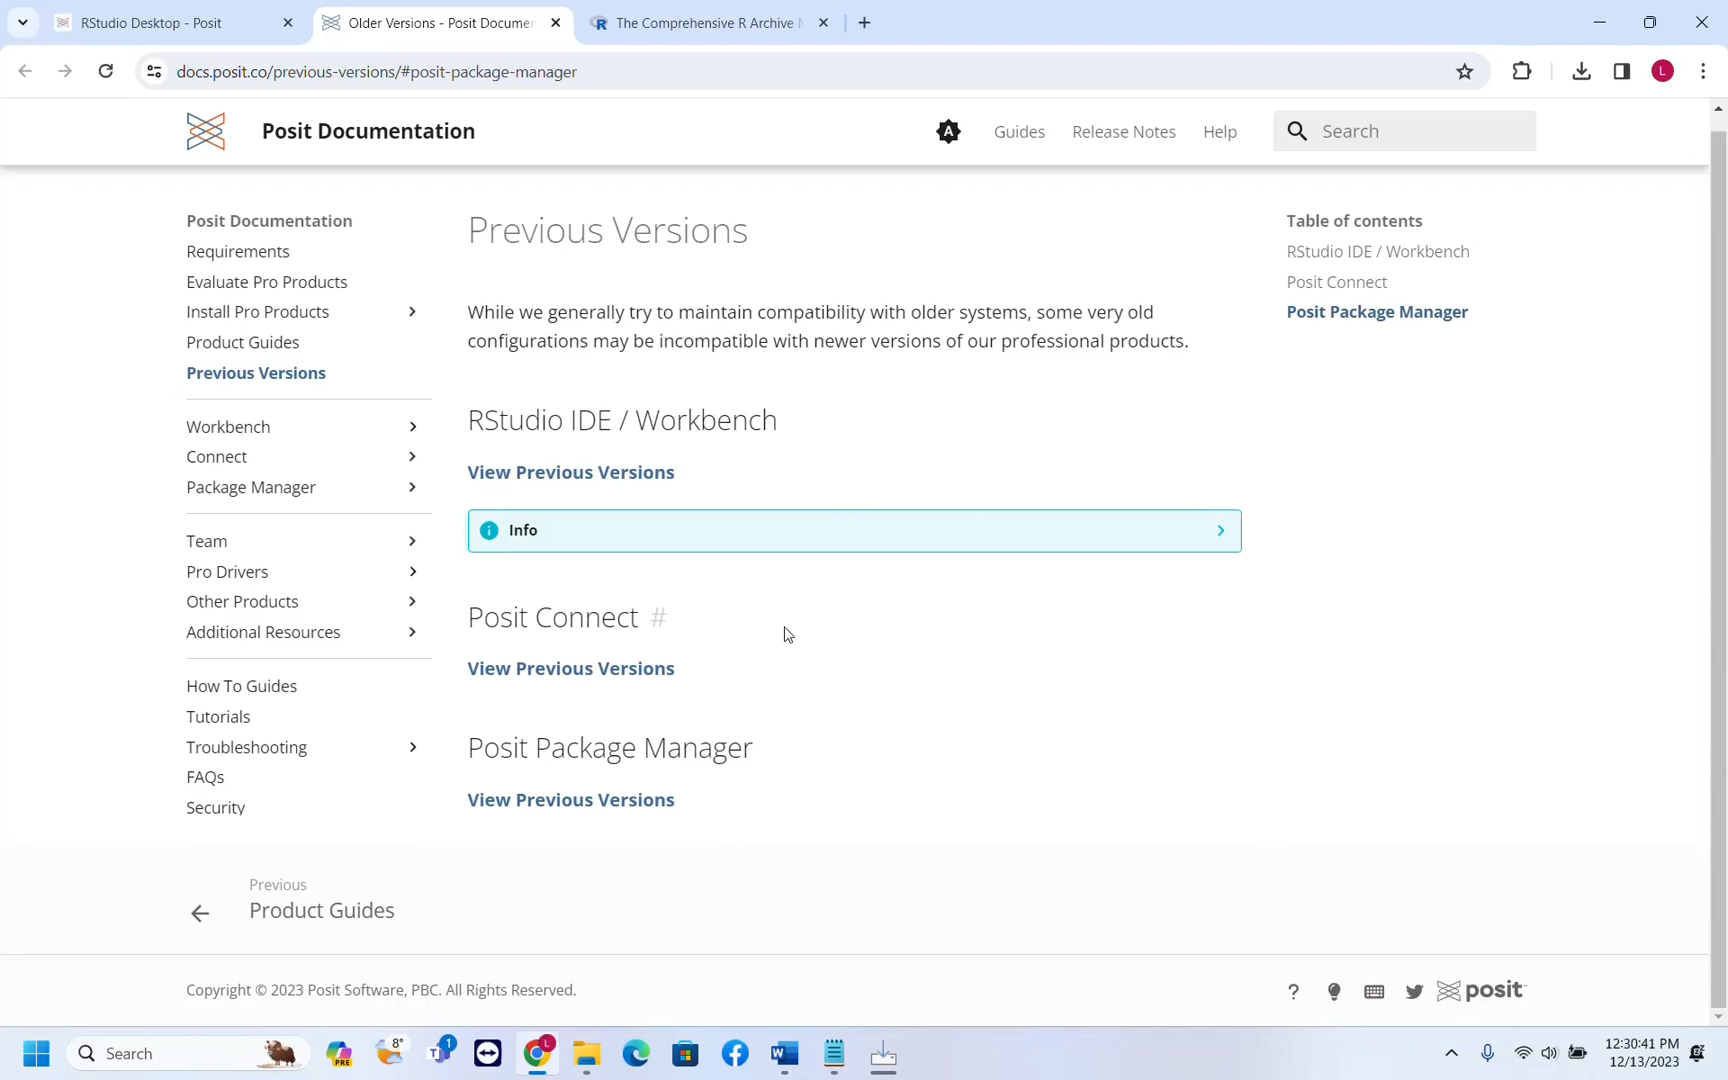 RStudio Desktop - Posit
Older Versions - Posit Documen
The Comprehensive R Archive N
docs.posit.co/previous-versions/#posit-package-manager
L
Posit Documentation
A
Guides
Release Notes
Help
Search
Posit Documentation
Requirements
Evaluate Pro Products
Install Pro Products
Product Guides
Previous Versions
Workbench
Connect
Package Manager
Team
Pro Drivers
Other Products
Additional Resources
How To Guides
Tutorials
Troubleshooting
FAQs
Security
Previous Versions
While we generally try to maintain compatibility with older systems, some very old
configurations may be incompatible with newer versions of our professional products.
RStudio IDE / Workbench
View Previous Versions
Info
Posit Connect #
View Previous Versions
Posit Package Manager
View Previous Versions
Table of contents
RStudio IDE / Workbench
Posit Connect
Posit Package Manager
Previous
Product Guides
Copyright © 2023 Posit Software, PBC. All Rights Reserved.
?
posit
Search
PRE
8°
1
L
12:30:41 PM
12/13/2023